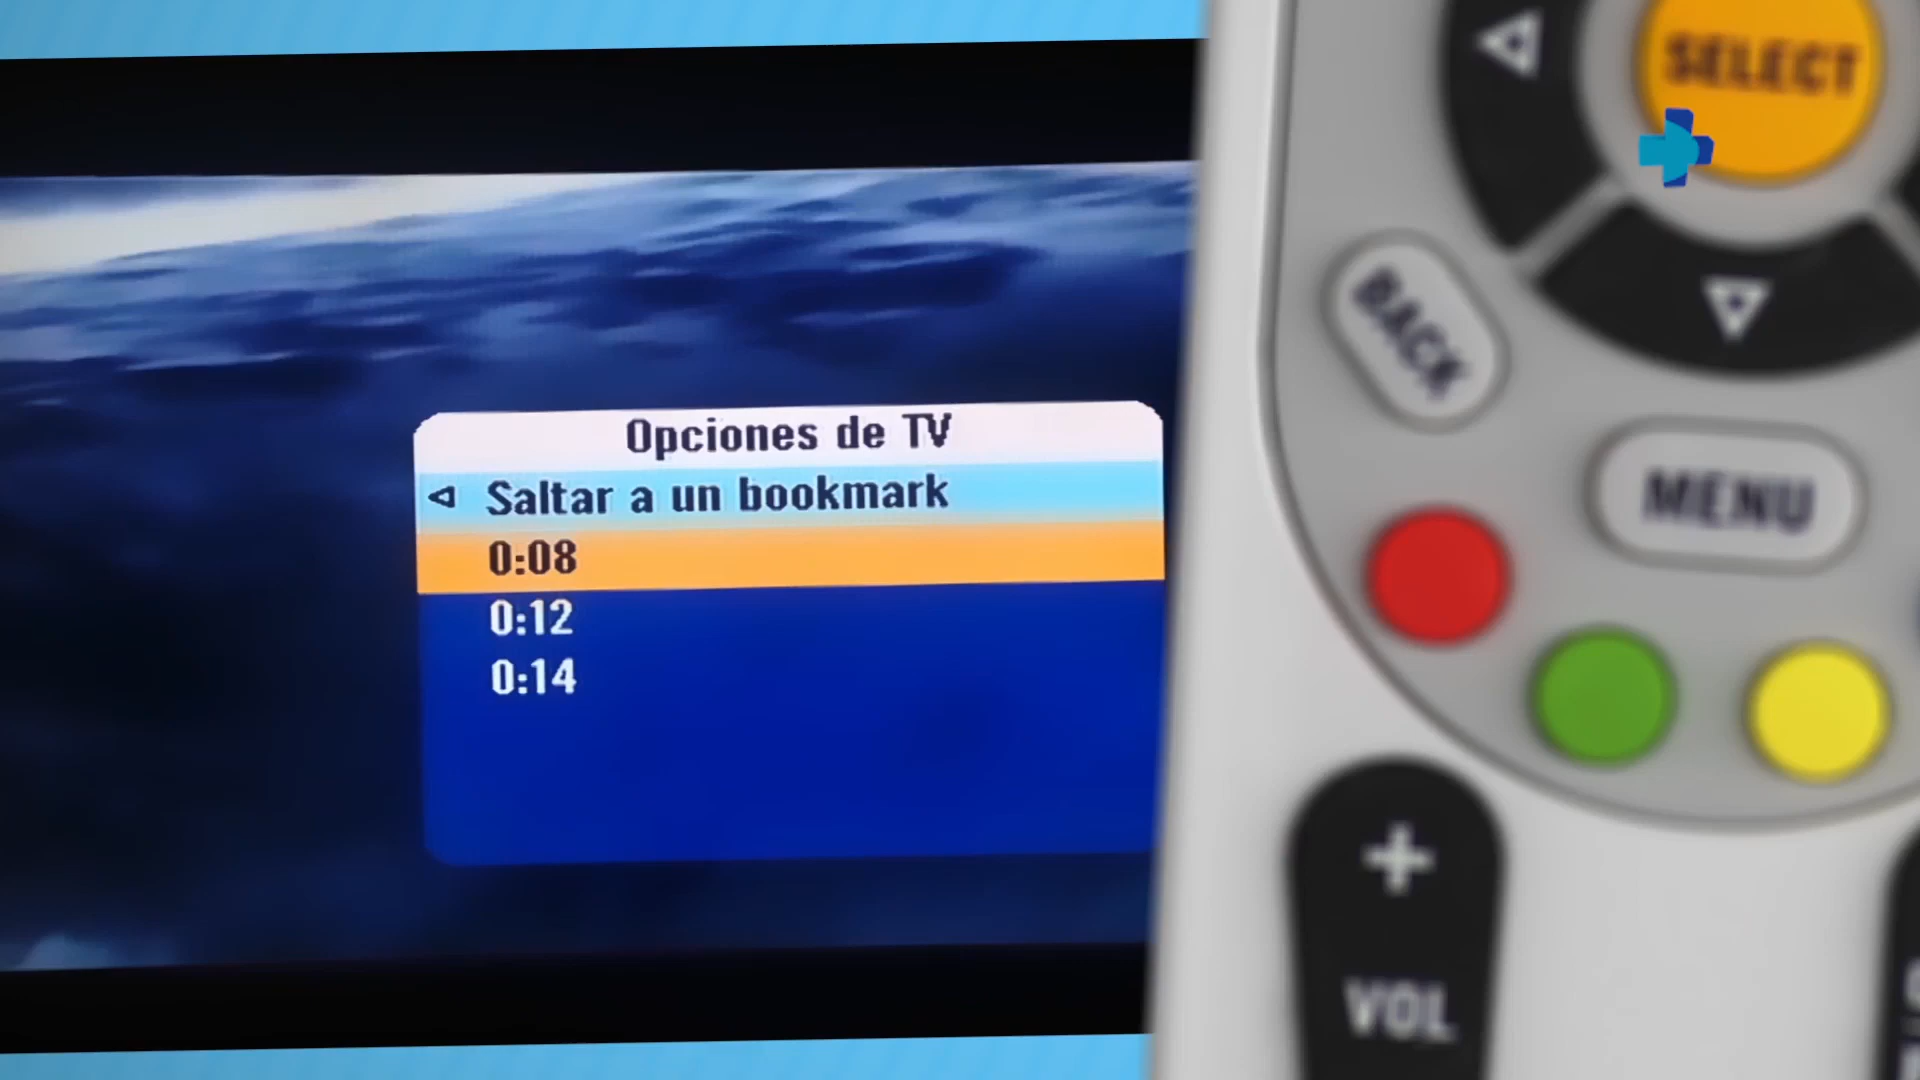 Opciones de TV
Saltar a un bookmark
0:08
0:12
0:14
SELECT
BACK
MENU
+
VOL